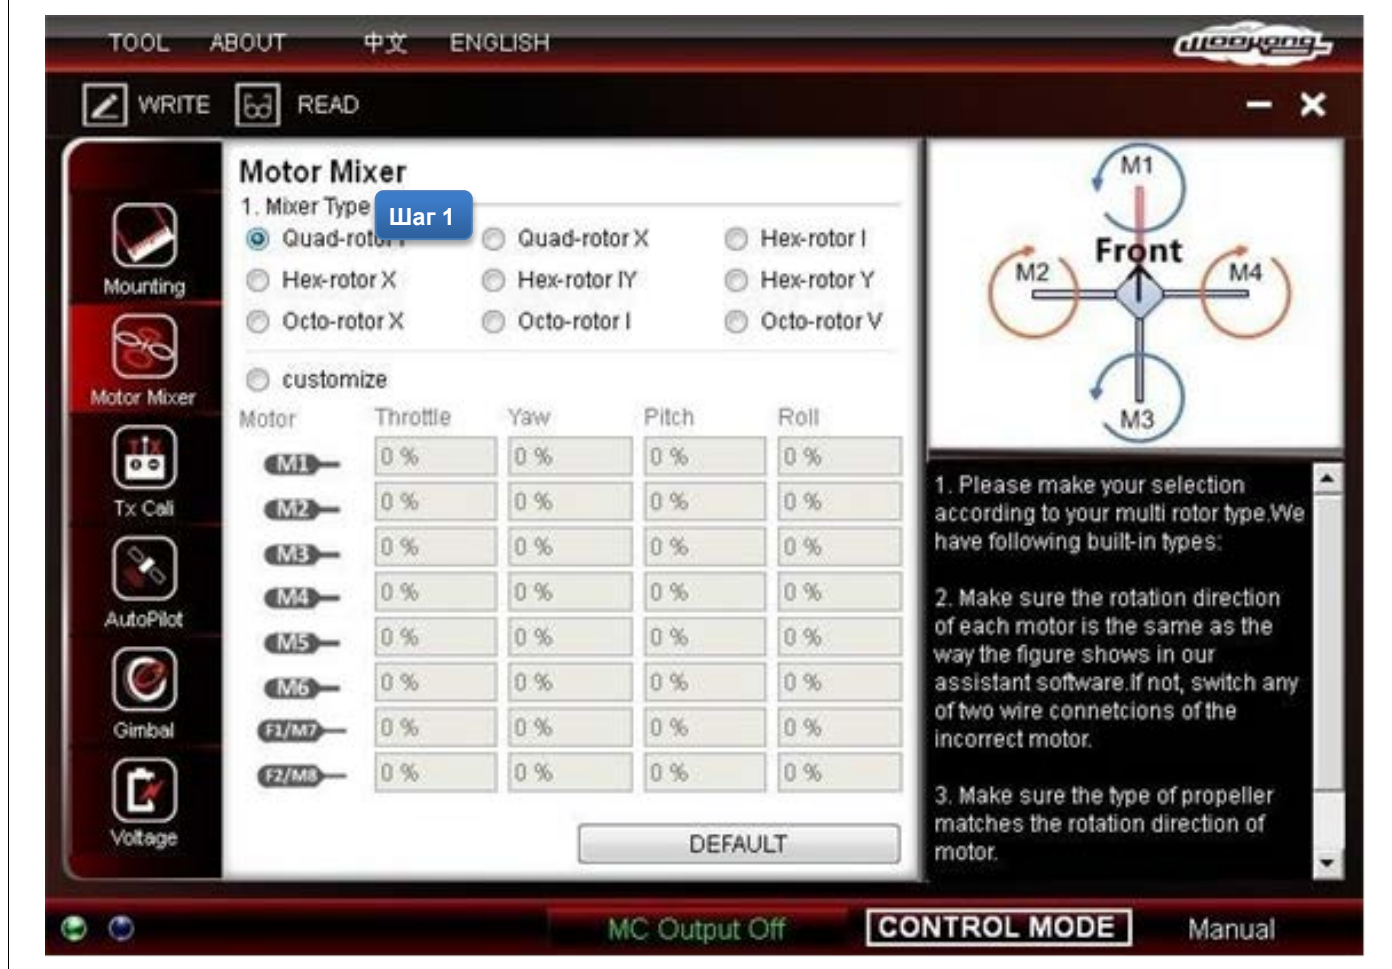 TOOL ABOUT 中文 ENGLISH
WRITE READ
Motor Mixer
1. Mixer Type
Шаг 1
Quad-rotor I Quad-rotor X Hex-rotor I
Hex-rotor X Hex-rotor IY Hex-rotor Y
Octo-rotor X Octo-rotor I Octo-rotor V
customize
Motor Throttle Yaw Pitch Roll
M1 0 % 0 % 0 % 0 %
M2 0 % 0 % 0 % 0 %
M3 0 % 0 % 0 % 0 %
M4 0 % 0 % 0 % 0 %
M5 0 % 0 % 0 % 0 %
M6 0 % 0 % 0 % 0 %
F1/M7 0 % 0 % 0 % 0 %
F2/M8 0 % 0 % 0 % 0 %
DEFAULT
Mounting
Motor Mixer
Tx Cali
AutoPilot
Gimbal
Voltage
M1
Front
M2 M4
M3
1. Please make your selection
according to your multi rotor type.We
have following built-in types:
2. Make sure the rotation direction
of each motor is the same as the
way the figure shows in our
assistant software.If not, switch any
of two wire connetcions of the
incorrect motor.
3. Make sure the type of propeller
matches the rotation direction of
motor.
MC Output Off CONTROL MODE Manual